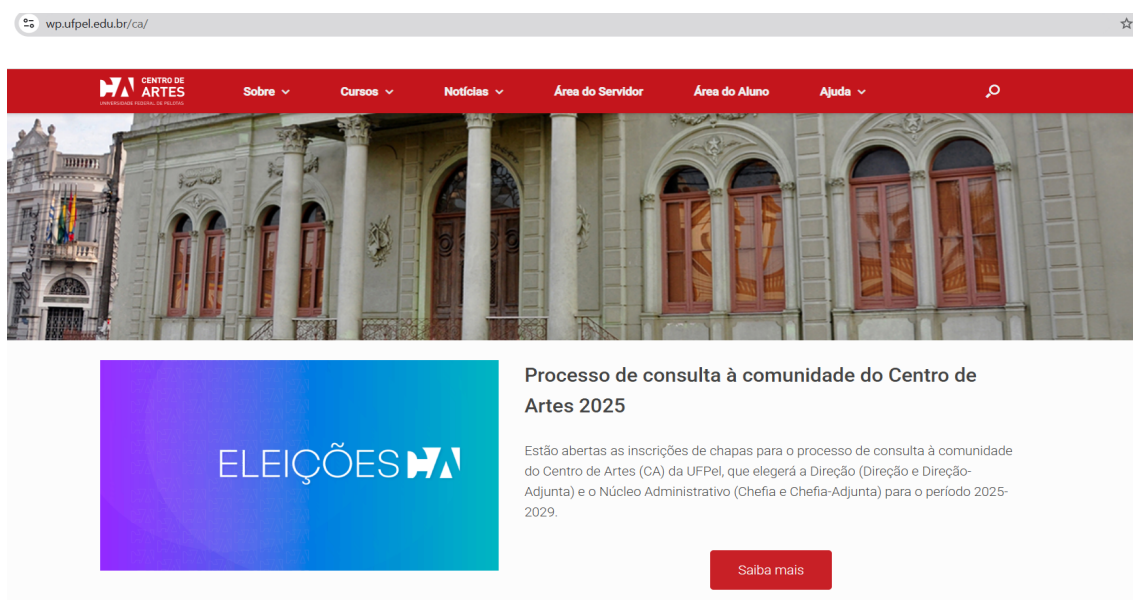 wp.ufpel.edu.br/ca/
CENTRO DE
ARTES
UNIVERSIDADE FEDERAL DE PELOTAS
Sobre
Cursos
Notícias
Área do Servidor
Área do Aluno
Ajuda
ELEIÇÕES CA
Processo de consulta à comunidade do Centro de
Artes 2025
Estão abertas as inscrições de chapas para o processo de consulta à comunidade
do Centro de Artes (CA) da UFPel, que elegerá a Direção (Direção e Direção-
Adjunta) e o Núcleo Administrativo (Chefia e Chefia-Adjunta) para o período 2025-
2029.
Saiba mais